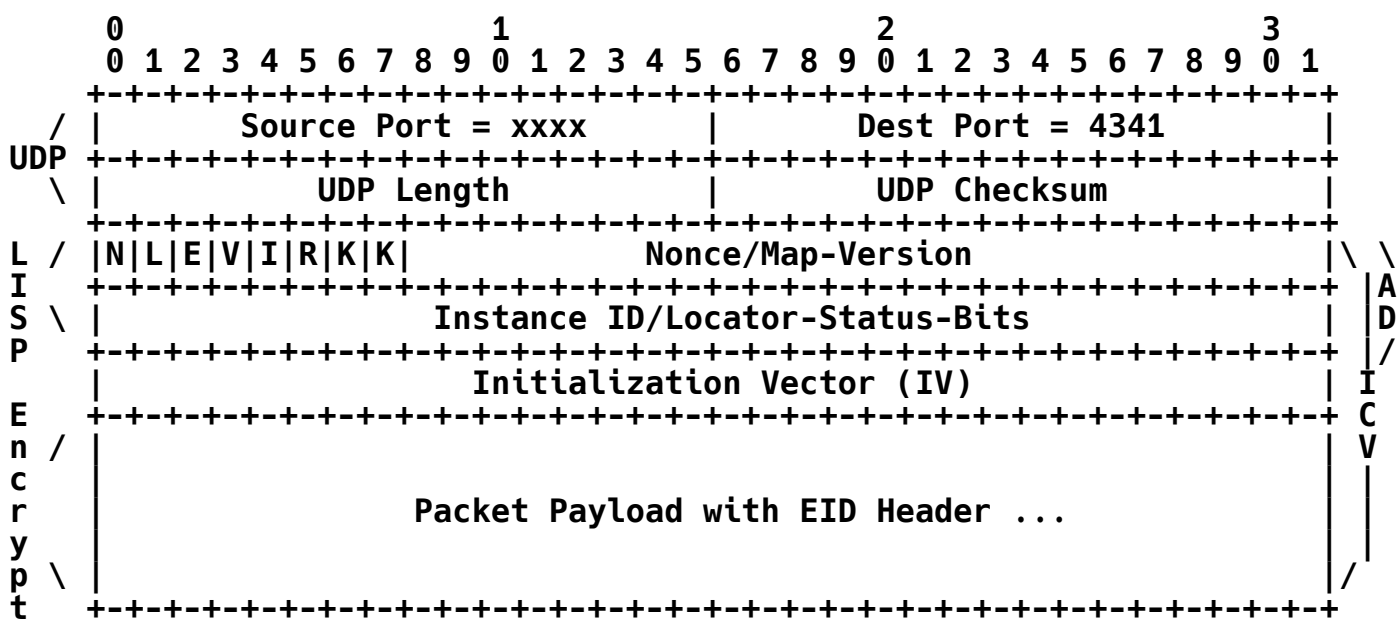 0                   1                   2                   3
     0 1 2 3 4 5 6 7 8 9 0 1 2 3 4 5 6 7 8 9 0 1 2 3 4 5 6 7 8 9 0 1
    +-+-+-+-+-+-+-+-+-+-+-+-+-+-+-+-+-+-+-+-+-+-+-+-+-+-+-+-+-+-+-+-+
  / |       Source Port = xxxx      |       Dest Port = 4341        |
UDP +-+-+-+-+-+-+-+-+-+-+-+-+-+-+-+-+-+-+-+-+-+-+-+-+-+-+-+-+-+-+-+-+
  \ |           UDP Length          |        UDP Checksum           |
    +-+-+-+-+-+-+-+-+-+-+-+-+-+-+-+-+-+-+-+-+-+-+-+-+-+-+-+-+-+-+-+-+
L / |N|L|E|V|I|R|K|K|            Nonce/Map-Version                  |\ \
I   +-+-+-+-+-+-+-+-+-+-+-+-+-+-+-+-+-+-+-+-+-+-+-+-+-+-+-+-+-+-+-+-+ |A
S \ |                 Instance ID/Locator-Status-Bits               | |D
P   +-+-+-+-+-+-+-+-+-+-+-+-+-+-+-+-+-+-+-+-+-+-+-+-+-+-+-+-+-+-+-+-+ |/
    |                   Initialization Vector (IV)                  | I
E   +-+-+-+-+-+-+-+-+-+-+-+-+-+-+-+-+-+-+-+-+-+-+-+-+-+-+-+-+-+-+-+-+ C
n / |                                                               | V
c   |                                                               | |
r   |                Packet Payload with EID Header ...             | |
y   |                                                               | |
p \ |                                                               |/
t   +-+-+-+-+-+-+-+-+-+-+-+-+-+-+-+-+-+-+-+-+-+-+-+-+-+-+-+-+-+-+-+-+